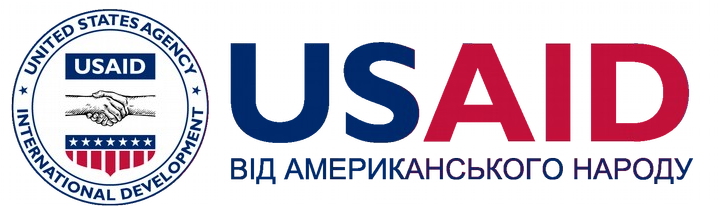 UNITED STATES AGENCY
USAID
INTERNATIONAL DEVELOPMENT
USAID
ВІД АМЕРИКАНСЬКОГО НАРОДУ